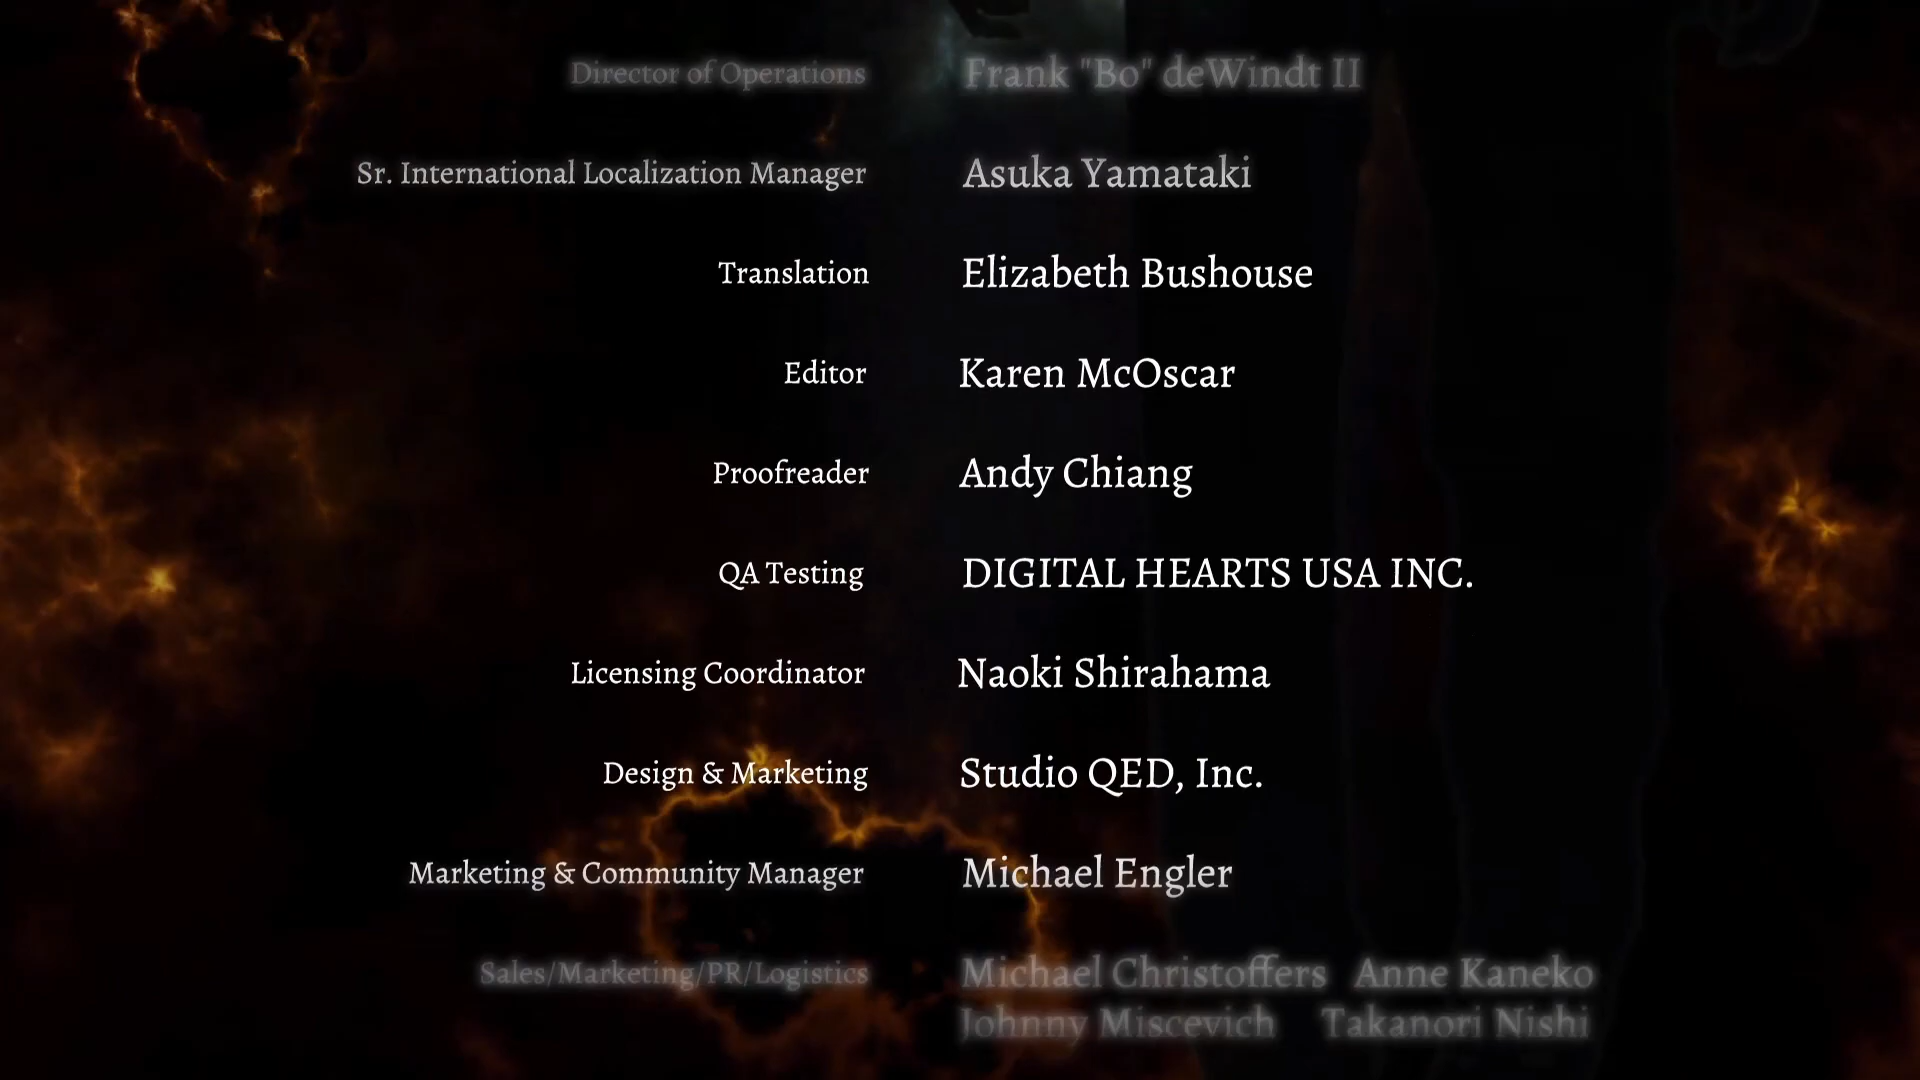 Director of Operations Frank "Bo" deWindt II
Sr. International Localization Manager Asuka Yamataki
Translation Elizabeth Bushouse
Editor Karen McOscar
Proofreader Andy Chiang
QA Testing DIGITAL HEARTS USA INC.
Licensing Coordinator Naoki Shirahama
Design & Marketing Studio QED, Inc.
Marketing & Community Manager Michael Engler
Sales/Marketing/PR/Logistics Michael Christoffers Anne Kaneko
Johnny Miscevich Takanori Nishi